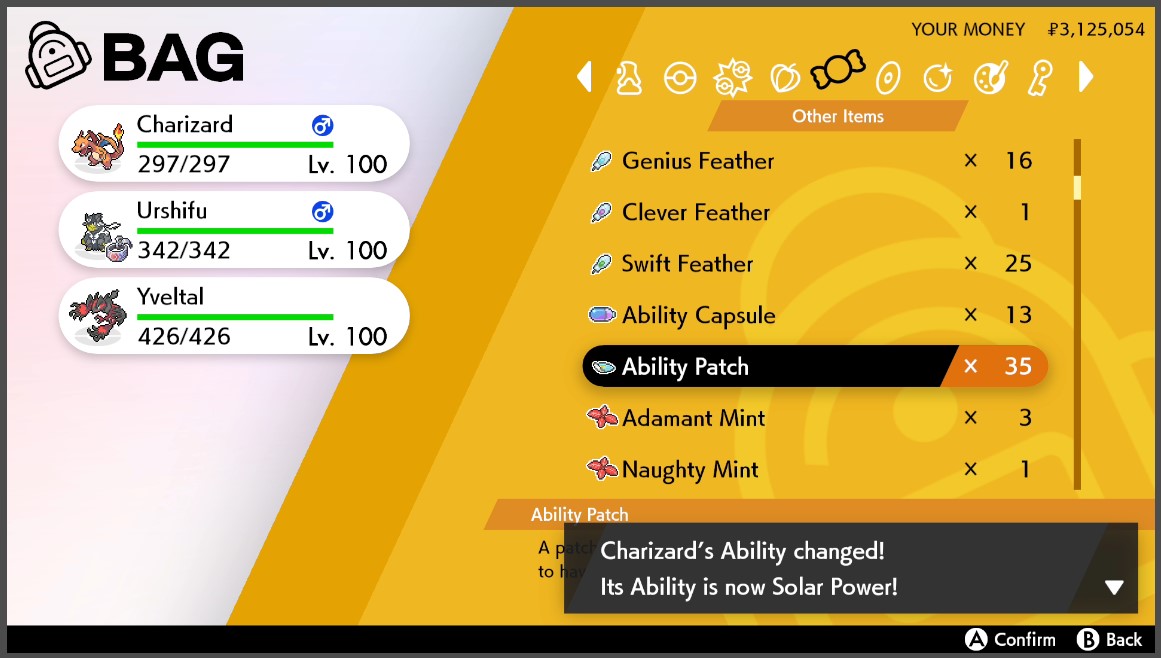 BAG
YOUR MONEY ₽3,125,054
Charizard ♂
297/297 Lv. 100
Urshifu ♂
342/342 Lv. 100
Yveltal
426/426 Lv. 100
Other Items
Genius Feather × 16
Clever Feather × 1
Swift Feather × 25
Ability Capsule × 13
Ability Patch × 35
Adamant Mint × 3
Naughty Mint × 1
Ability Patch
A patch
to hav
Charizard's Ability changed!
Its Ability is now Solar Power!
A Confirm B Back